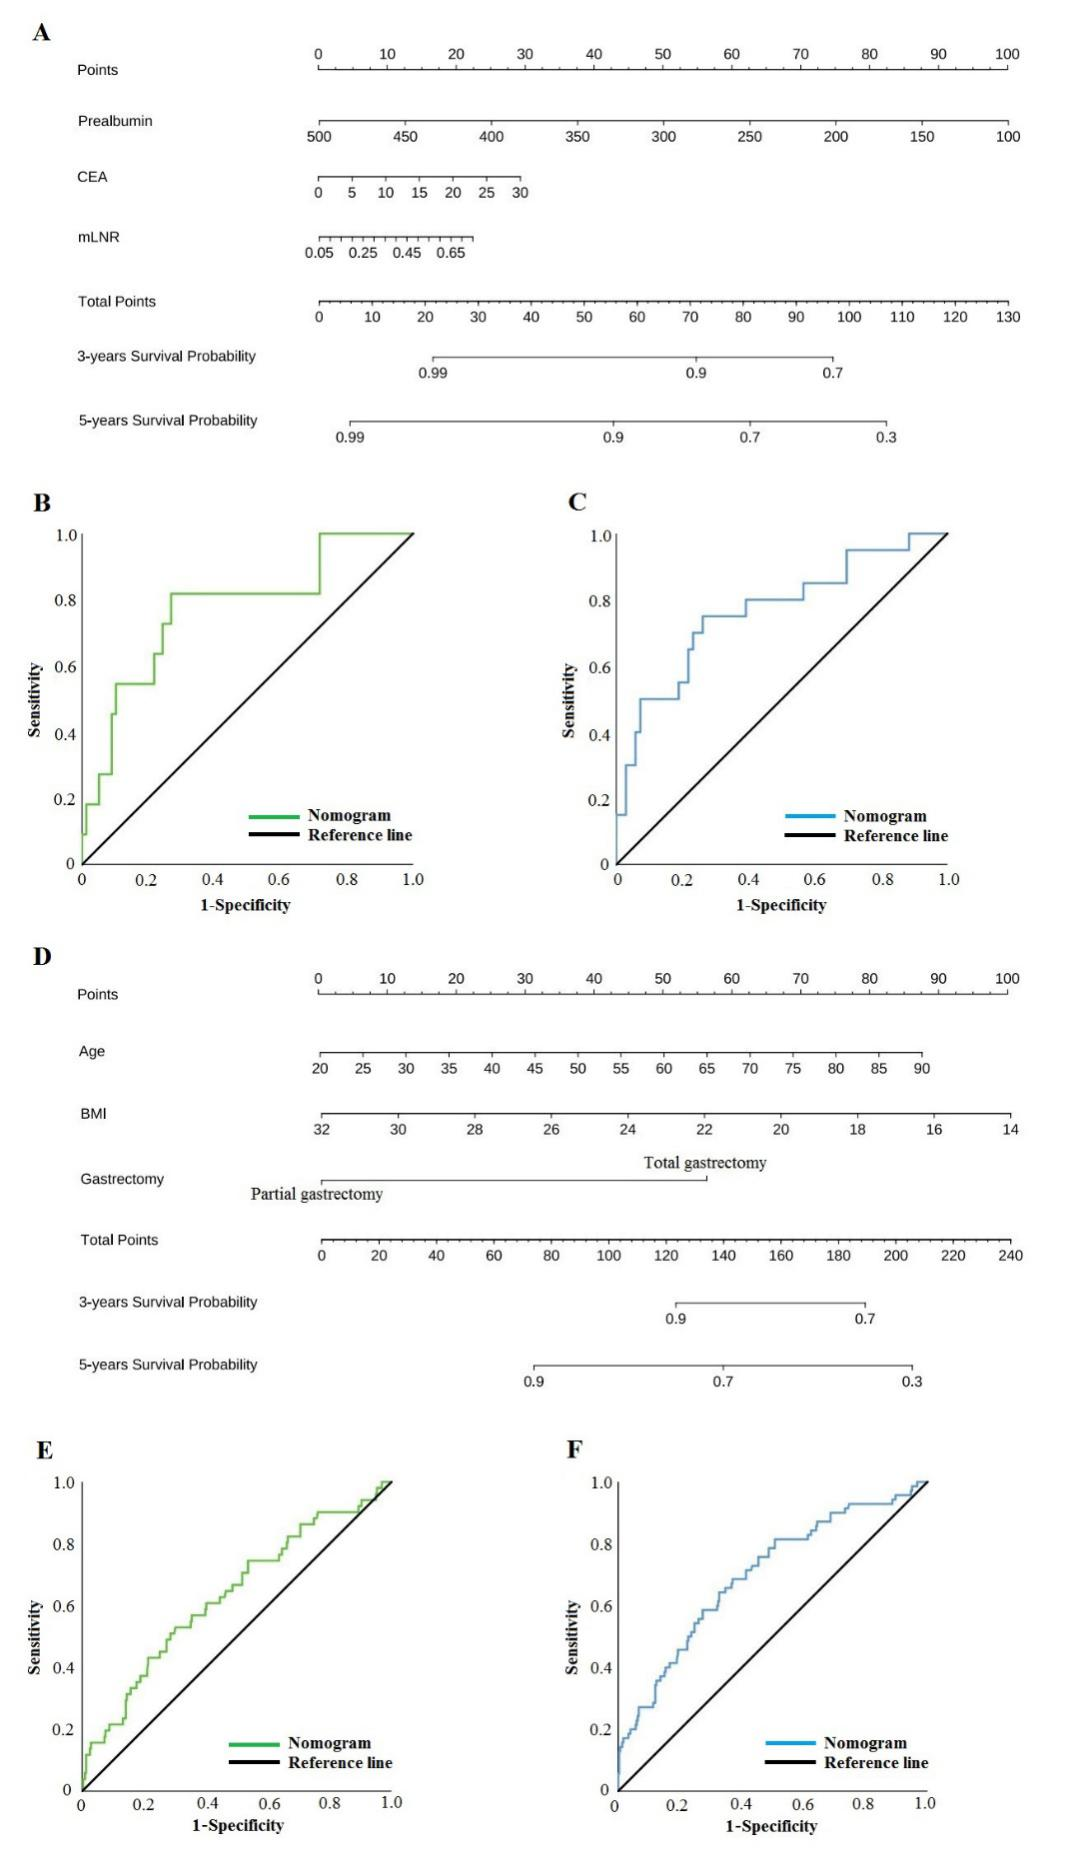 A
Points 0 10 20 30 40 50 60 70 80 90 100
Prealbumin
500 450 400 350 300 250 200 150 100
CEA
0 5 10 15 20 25 30
mLNR
0.05 0.25 0.45 0.65
Total Points
0 10 20 30 40 50 60 70 80 90 100 110 120 130
3-years Survival Probability
0.99 0.9 0.7
5-years Survival Probability
0.99 0.9 0.7 0.3
B
1.0
0.8
0.6
0.4
0.2
0
Sensitivity
Nomogram
Reference line
0 0.2 0.4 0.6 0.8 1.0
1-Specificity
C
1.0
0.8
0.6
0.4
0.2
0
Sensitivity
Nomogram
Reference line
0 0.2 0.4 0.6 0.8 1.0
1-Specificity
D
Points 0 10 20 30 40 50 60 70 80 90 100
Age
20 25 30 35 40 45 50 55 60 65 70 75 80 85 90
BMI
32 30 28 26 24 22 20 18 16 14
Total gastrectomy
Gastrectomy
Partial gastrectomy
Total Points
0 20 40 60 80 100 120 140 160 180 200 220 240
3-years Survival Probability
0.9 0.7
5-years Survival Probability
0.9 0.7 0.3
E
1.0
0.8
0.6
0.4
0.2
0
Sensitivity
Nomogram
Reference line
0 0.2 0.4 0.6 0.8 1.0
1-Specificity
F
1.0
0.8
0.6
0.4
0.2
0
Sensitivity
Nomogram
Reference line
0 0.2 0.4 0.6 0.8 1.0
1-Specificity